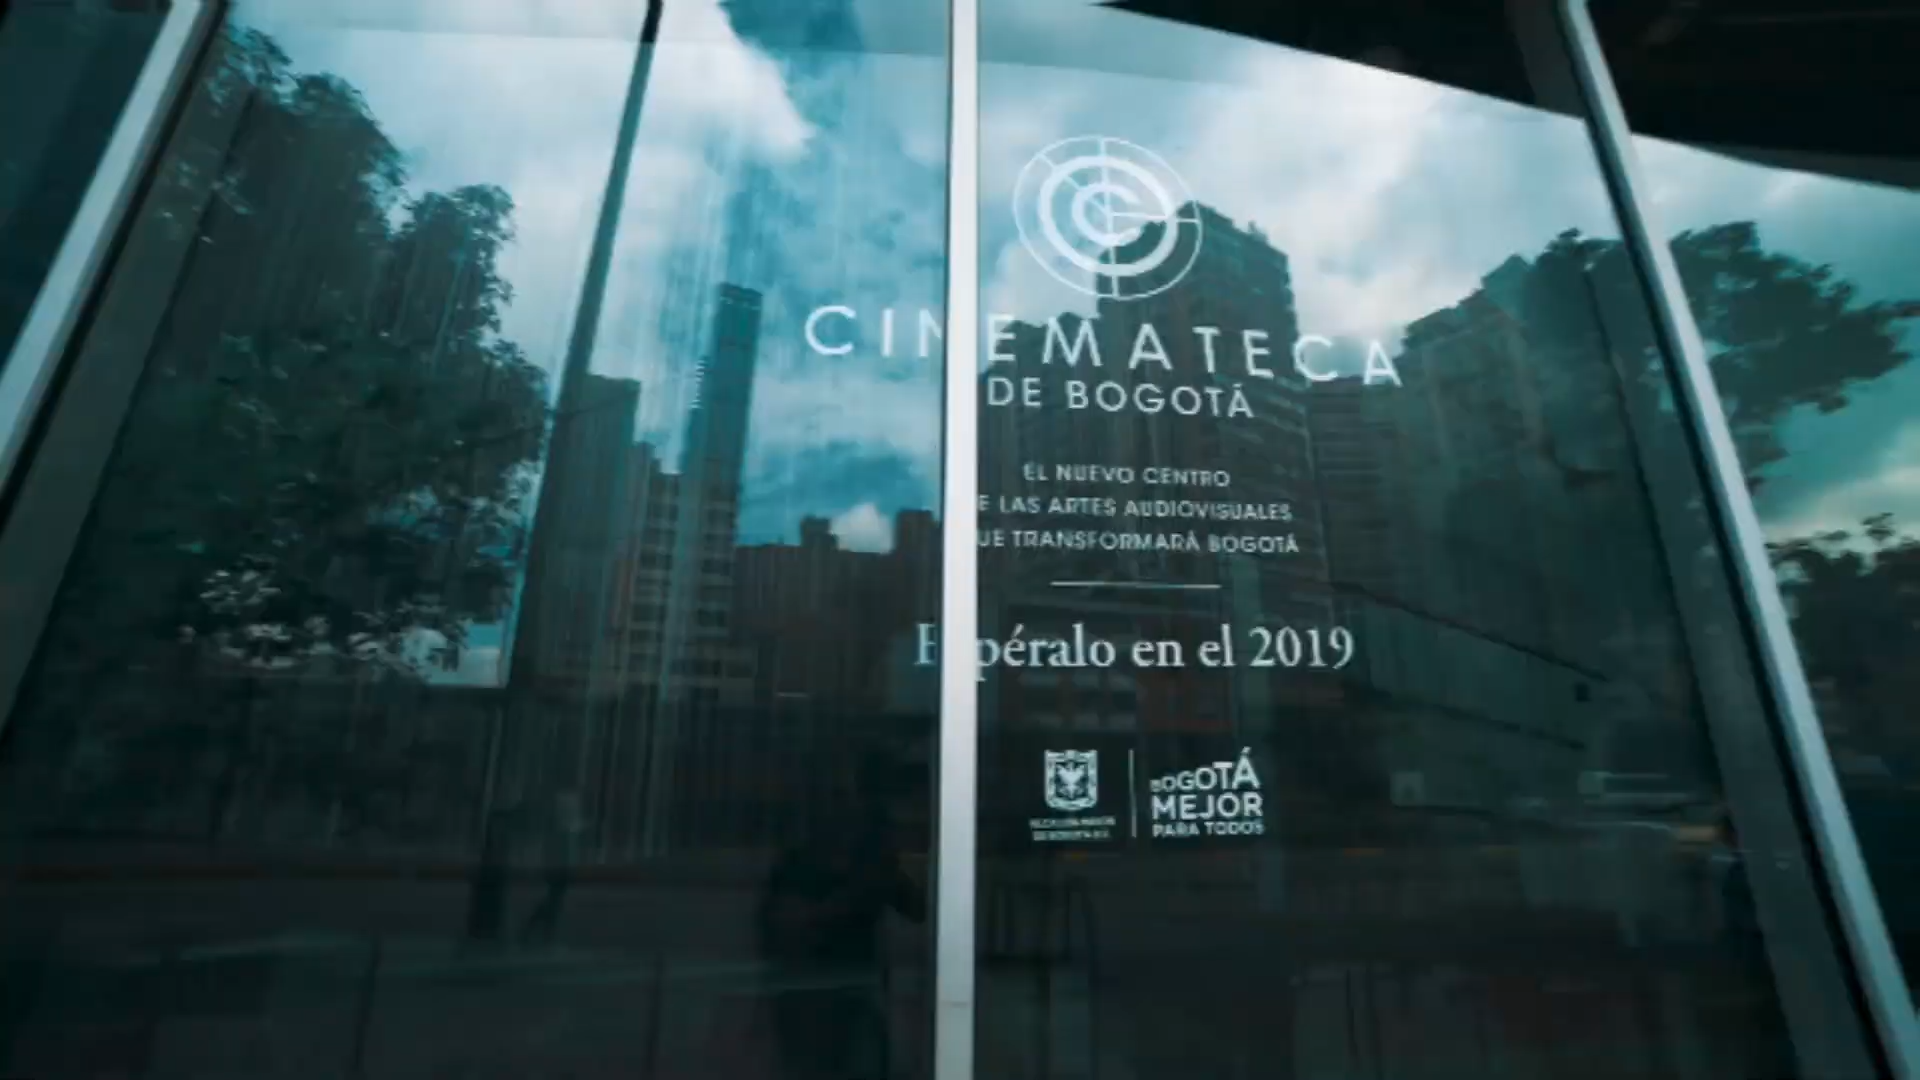 CINEMATECA
DE BOGOTÁ
EL NUEVO CENTRO
E LAS ARTES AUDIOVISUALES
UE TRANSFORMARÁ BOGOTÁ
E péralo en el 2019
BOGOTÁ
MEJOR
PARA TODOS